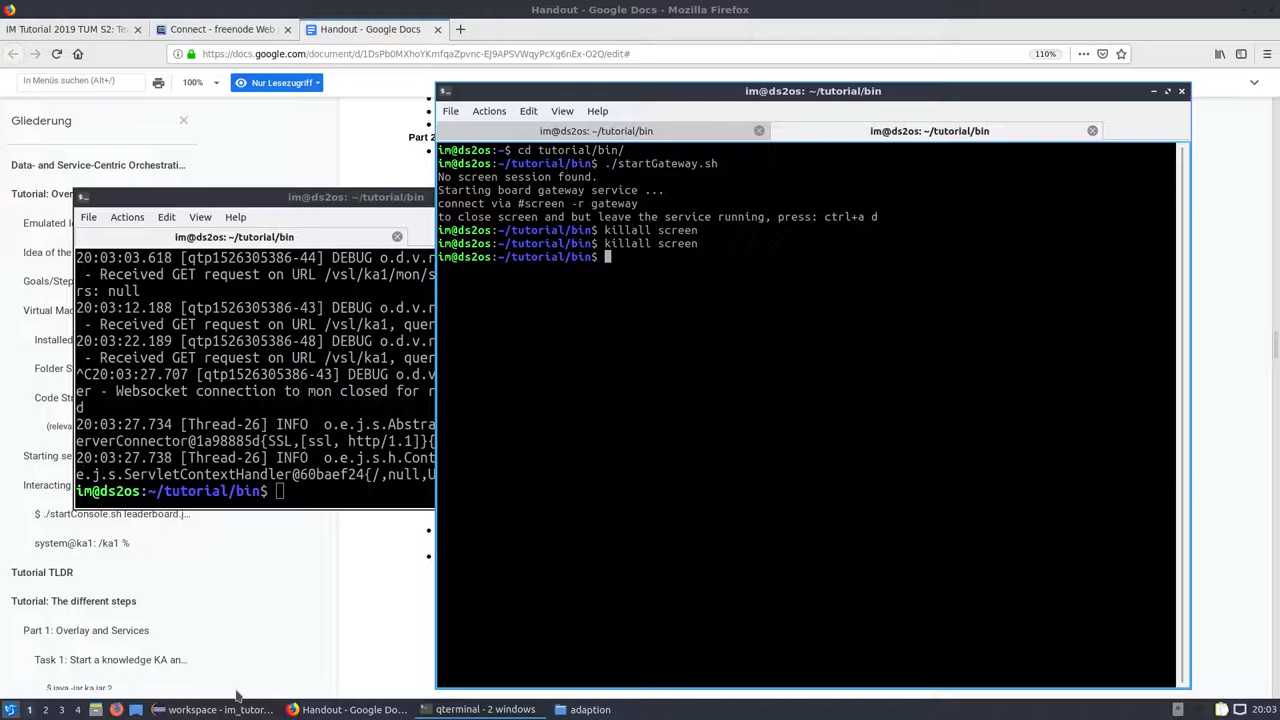 Handout - Google Docs - Mozilla Firefox
IM Tutorial 2019 TUM S2: Te
Connect - freenode Web
Handout - Google Docs
https://docs.google.com/document/d/1DsPb0MXhoYKmfqaZpvnc-EJ9APSVWqyPcXg6nEx-O2Q/edit#
110%
In Menüs suchen (Alt+/)
100%
Nur Lesezugriff
Gliederung
Data- and Service-Centric Orchestrati...
Tutorial: Over
Emulated I
Idea of the
Goals/Step
Virtual Mac
Installed
Folder S
Code Str
(relevan
Starting se
Interacting
$ ./startConsole.sh leaderboard.j...
system@ka1: /ka1 %
Tutorial TLDR
Tutorial: The different steps
Part 1: Overlay and Services
Task 1: Start a knowledge KA an...
$ java -jar ka.jar 2
Part 2
im@ds2os: ~/tutorial/bin
File Actions Edit View Help
im@ds2os: ~/tutorial/bin
20:03:03.618 [qtp1526305386-44] DEBUG o.d.v.r
- Received GET request on URL /vsl/ka1/mon/s
rs: null
20:03:12.188 [qtp1526305386-43] DEBUG o.d.v.r
- Received GET request on URL /vsl/ka1, quer
20:03:22.189 [qtp1526305386-48] DEBUG o.d.v.r
- Received GET request on URL /vsl/ka1, quer
^C20:03:27.707 [qtp1526305386-43] DEBUG o.d.v
er - Websocket connection to mon closed for r
d
20:03:27.734 [Thread-26] INFO o.e.j.s.Abstra
erverConnector@1a98885d{SSL,[ssl, http/1.1]}{
20:03:27.738 [Thread-26] INFO o.e.j.s.h.Cont
e.j.s.ServletContextHandler@60baef24{/,null,U
im@ds2os:~/tutorial/bin$
im@ds2os: ~/tutorial/bin
File Actions Edit View Help
im@ds2os: ~/tutorial/bin
im@ds2os: ~/tutorial/bin
im@ds2os:~$ cd tutorial/bin/
im@ds2os:~/tutorial/bin$ ./startGateway.sh
No screen session found.
Starting board gateway service ...
connect via #screen -r gateway
to close screen and but leave the service running, press: ctrl+a d
im@ds2os:~/tutorial/bin$ killall screen
im@ds2os:~/tutorial/bin$ killall screen
im@ds2os:~/tutorial/bin$
1 2 3 4
workspace - im_tutor...
Handout - Google Do...
qterminal - 2 windows
adaption
20:03